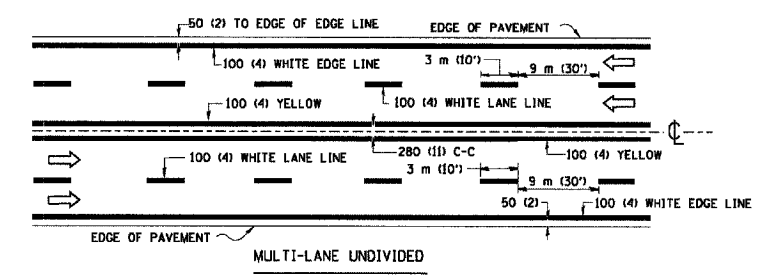 50 (2) TO EDGE OF EDGE LINE
EDGE OF PAVEMENT
100 (4) WHITE EDGE LINE
3 m (10')
9 m (30')
100 (4) YELLOW
100 (4) WHITE LANE LINE
℄
100 (4) WHITE LANE LINE
280 (11) C-C
100 (4) YELLOW
3 m (10')
9 m (30')
50 (2)
100 (4) WHITE EDGE LINE
EDGE OF PAVEMENT
MULTI-LANE UNDIVIDED